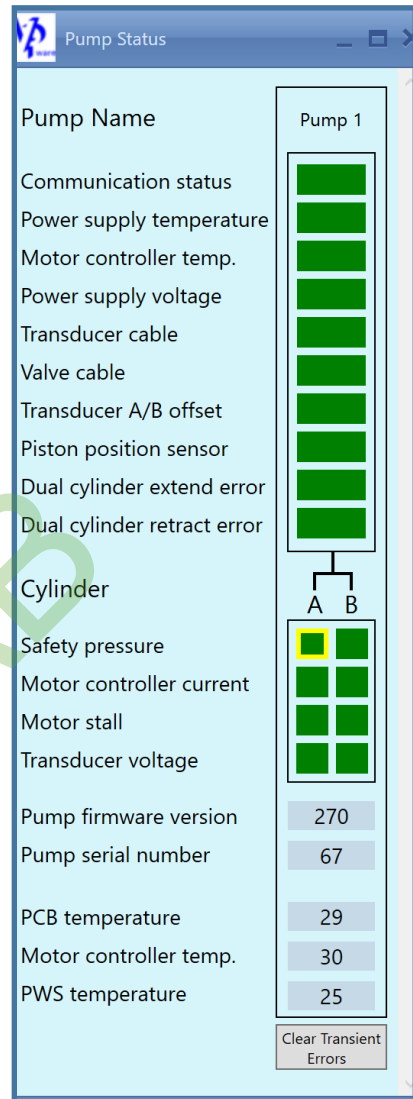 ware
Pump Status
Pump Name Pump 1
Communication status
Power supply temperature
Motor controller temp.
Power supply voltage
Transducer cable
Valve cable
Transducer A/B offset
Piston position sensor
Dual cylinder extend error
Dual cylinder retract error
Cylinder A B
Safety pressure
Motor controller current
Motor stall
Transducer voltage
Pump firmware version 270
Pump serial number 67
PCB temperature 29
Motor controller temp. 30
PWS temperature 25
Clear Transient
Errors